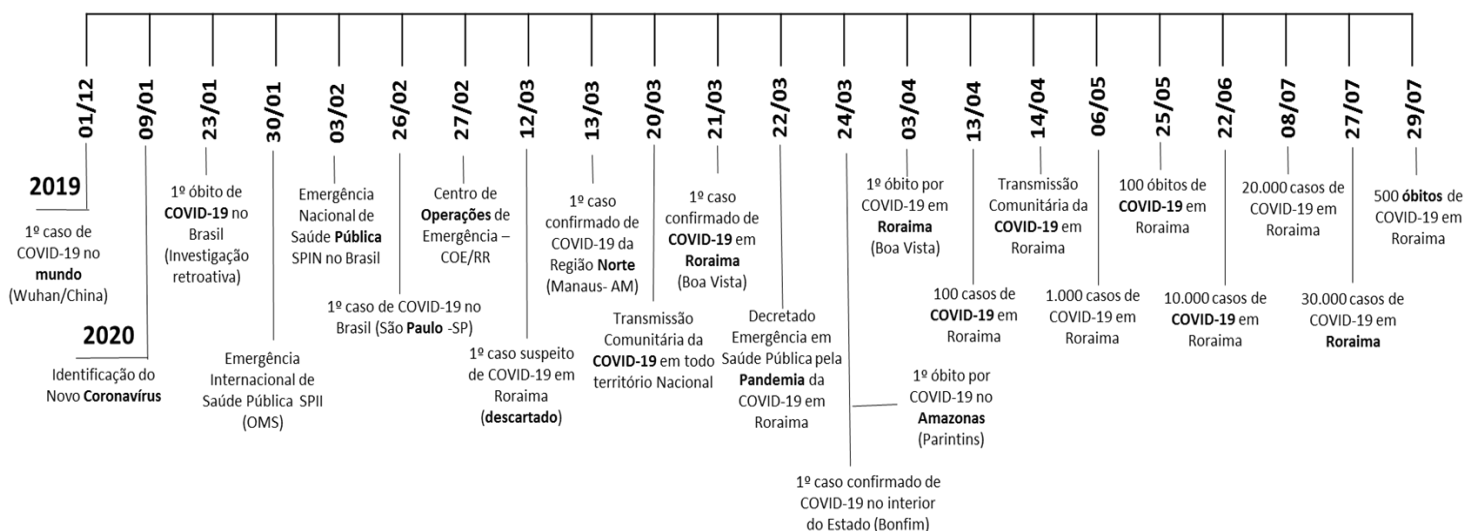 01/12
09/01
23/01
30/01
03/02
26/02
27/02
12/03
13/03
20/03
21/03
22/03
24/03
03/04
13/04
14/04
06/05
25/05
22/06
08/07
27/07
29/07
2019
1º caso de
COVID-19 no
mundo
(Wuhan/China)
2020
Identificação do
Novo Coronavírus
1º óbito de
COVID-19 no
Brasil
(Investigação
retroativa)
Emergência
Internacional de
Saúde Pública SPII
(OMS)
Emergência
Nacional de
Saúde Pública
SPIN no Brasil
1º caso de COVID-19 no
Brasil (São Paulo -SP)
Centro de
Operações de
Emergência –
COE/RR
1º caso suspeito
de COVID-19 em
Roraima
(descartado)
1º caso
confirmado de
COVID-19 da
Região Norte
(Manaus- AM)
Transmissão
Comunitária da
COVID-19 em todo
território Nacional
1º caso
confirmado de
COVID-19 em
Roraima
(Boa Vista)
Decretado
Emergência em
Saúde Pública pela
Pandemia da
COVID-19 em
Roraima
1º caso confirmado de
COVID-19 no interior
do Estado (Bonfim)
1º óbito por
COVID-19 no
Amazonas
(Parintins)
1º óbito por
COVID-19 em
Roraima
(Boa Vista)
100 casos de
COVID-19 em
Roraima
Transmissão
Comunitária da
COVID-19 em
Roraima
1.000 casos de
COVID-19 em
Roraima
100 óbitos de
COVID-19 em
Roraima
10.000 casos de
COVID-19 em
Roraima
20.000 casos de
COVID-19 em
Roraima
30.000 casos de
COVID-19 em
Roraima
500 óbitos de
COVID-19 em
Roraima